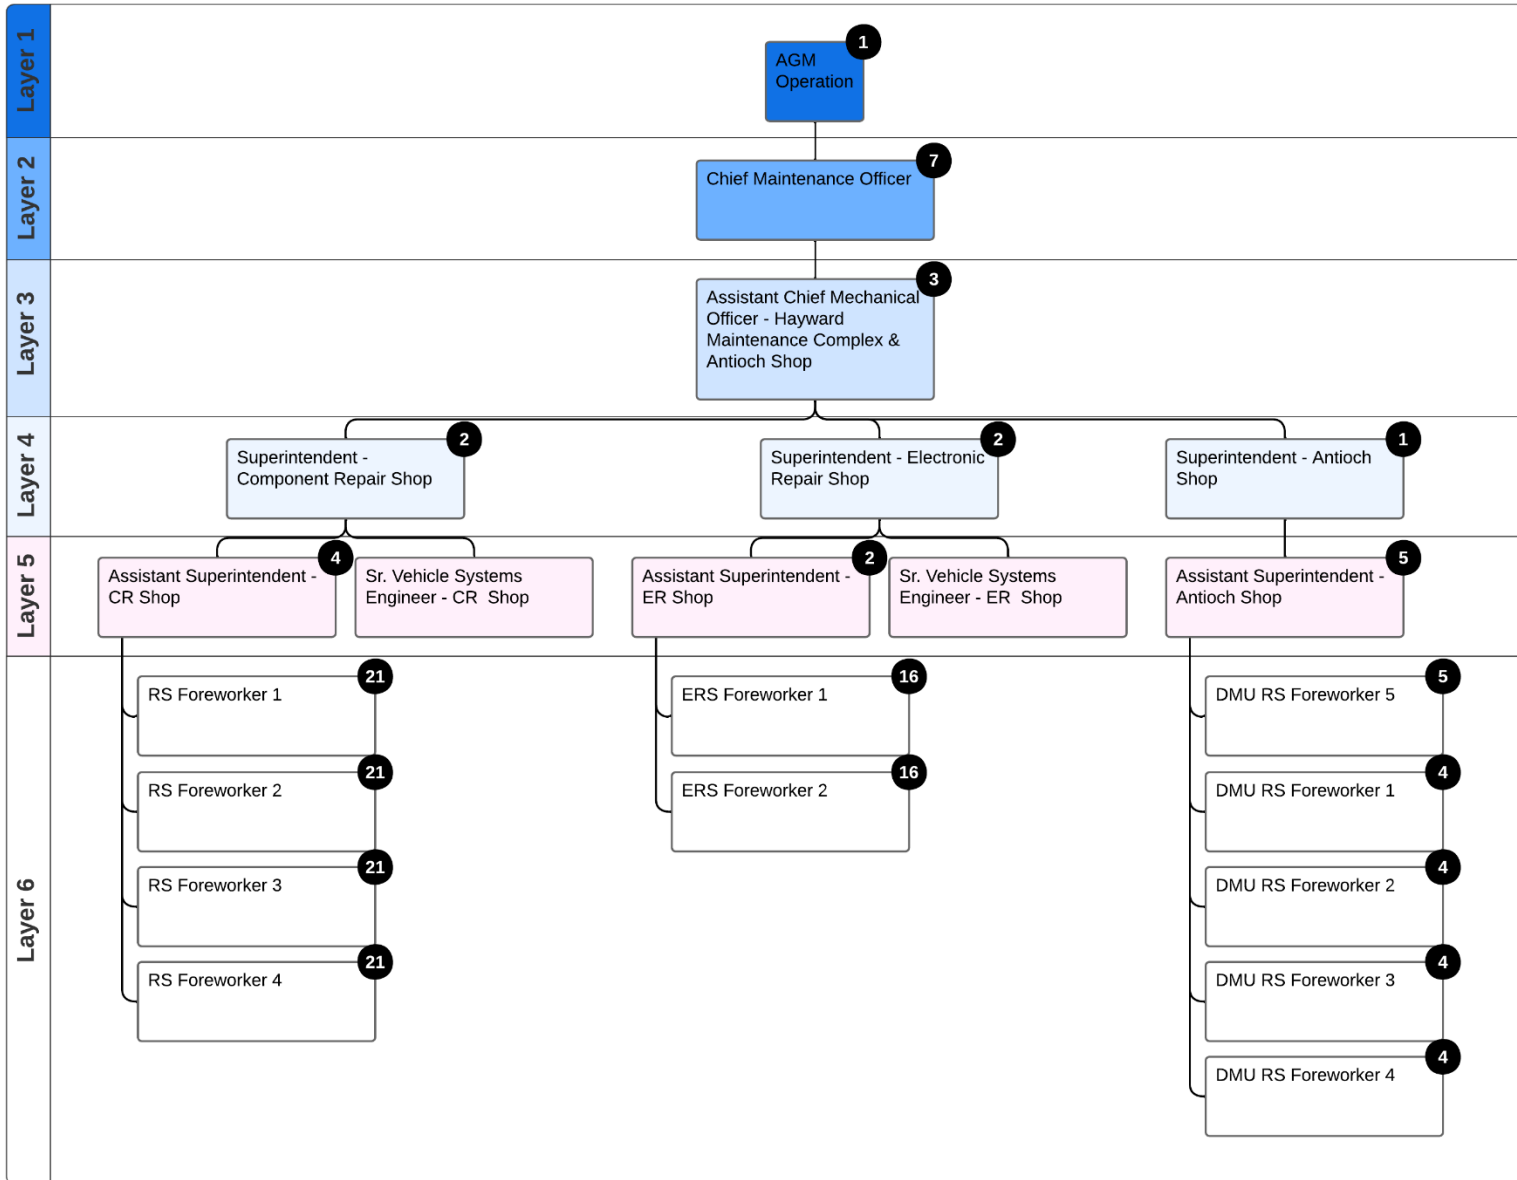 Layer 1
1
AGM
Operation
Layer 2
7
Chief Maintenance Officer
Layer 3
3
Assistant Chief Mechanical
Officer - Hayward
Maintenance Complex &
Antioch Shop
Layer 4
2
Superintendent -
Component Repair Shop
2
Superintendent - Electronic
Repair Shop
1
Superintendent - Antioch
Shop
Layer 5
4
Assistant Superintendent -
CR Shop
Sr. Vehicle Systems
Engineer - CR  Shop
2
Assistant Superintendent -
ER Shop
Sr. Vehicle Systems
Engineer - ER  Shop
5
Assistant Superintendent -
Antioch Shop
Layer 6
21
RS Foreworker 1
21
RS Foreworker 2
21
RS Foreworker 3
21
RS Foreworker 4
16
ERS Foreworker 1
16
ERS Foreworker 2
5
DMU RS Foreworker 5
4
DMU RS Foreworker 1
4
DMU RS Foreworker 2
4
DMU RS Foreworker 3
4
DMU RS Foreworker 4